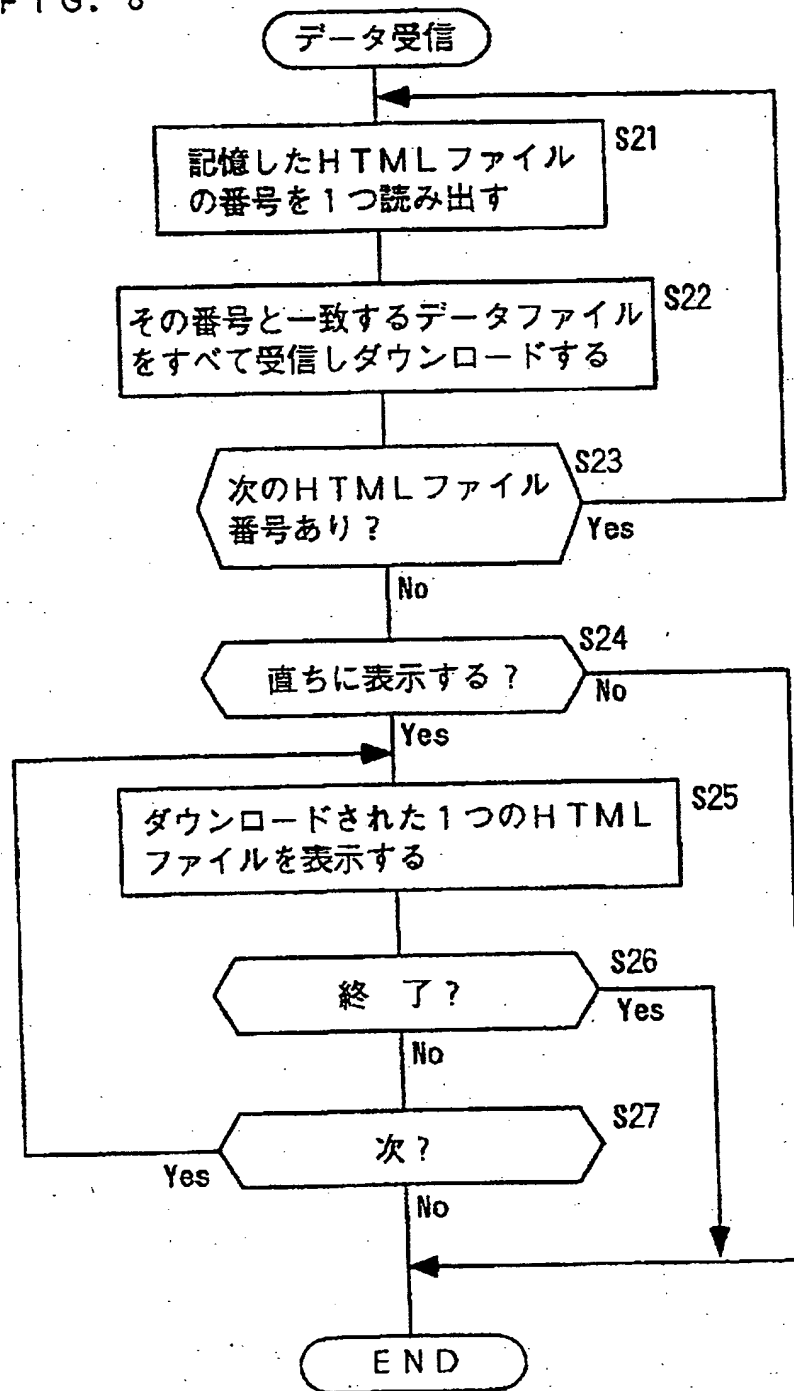 FIG. 8
データ受信
S21
記憶したHTMLファイル
の番号を1つ読み出す
S22
その番号と一致するデータファイル
をすべて受信しダウンロードする
S23
次のHTMLファイル
番号あり?
Yes
No
S24
直ちに表示する?
No
Yes
S25
ダウンロードされた1つのHTML
ファイルを表示する
S26
終 了?
Yes
No
S27
次?
Yes
No
END